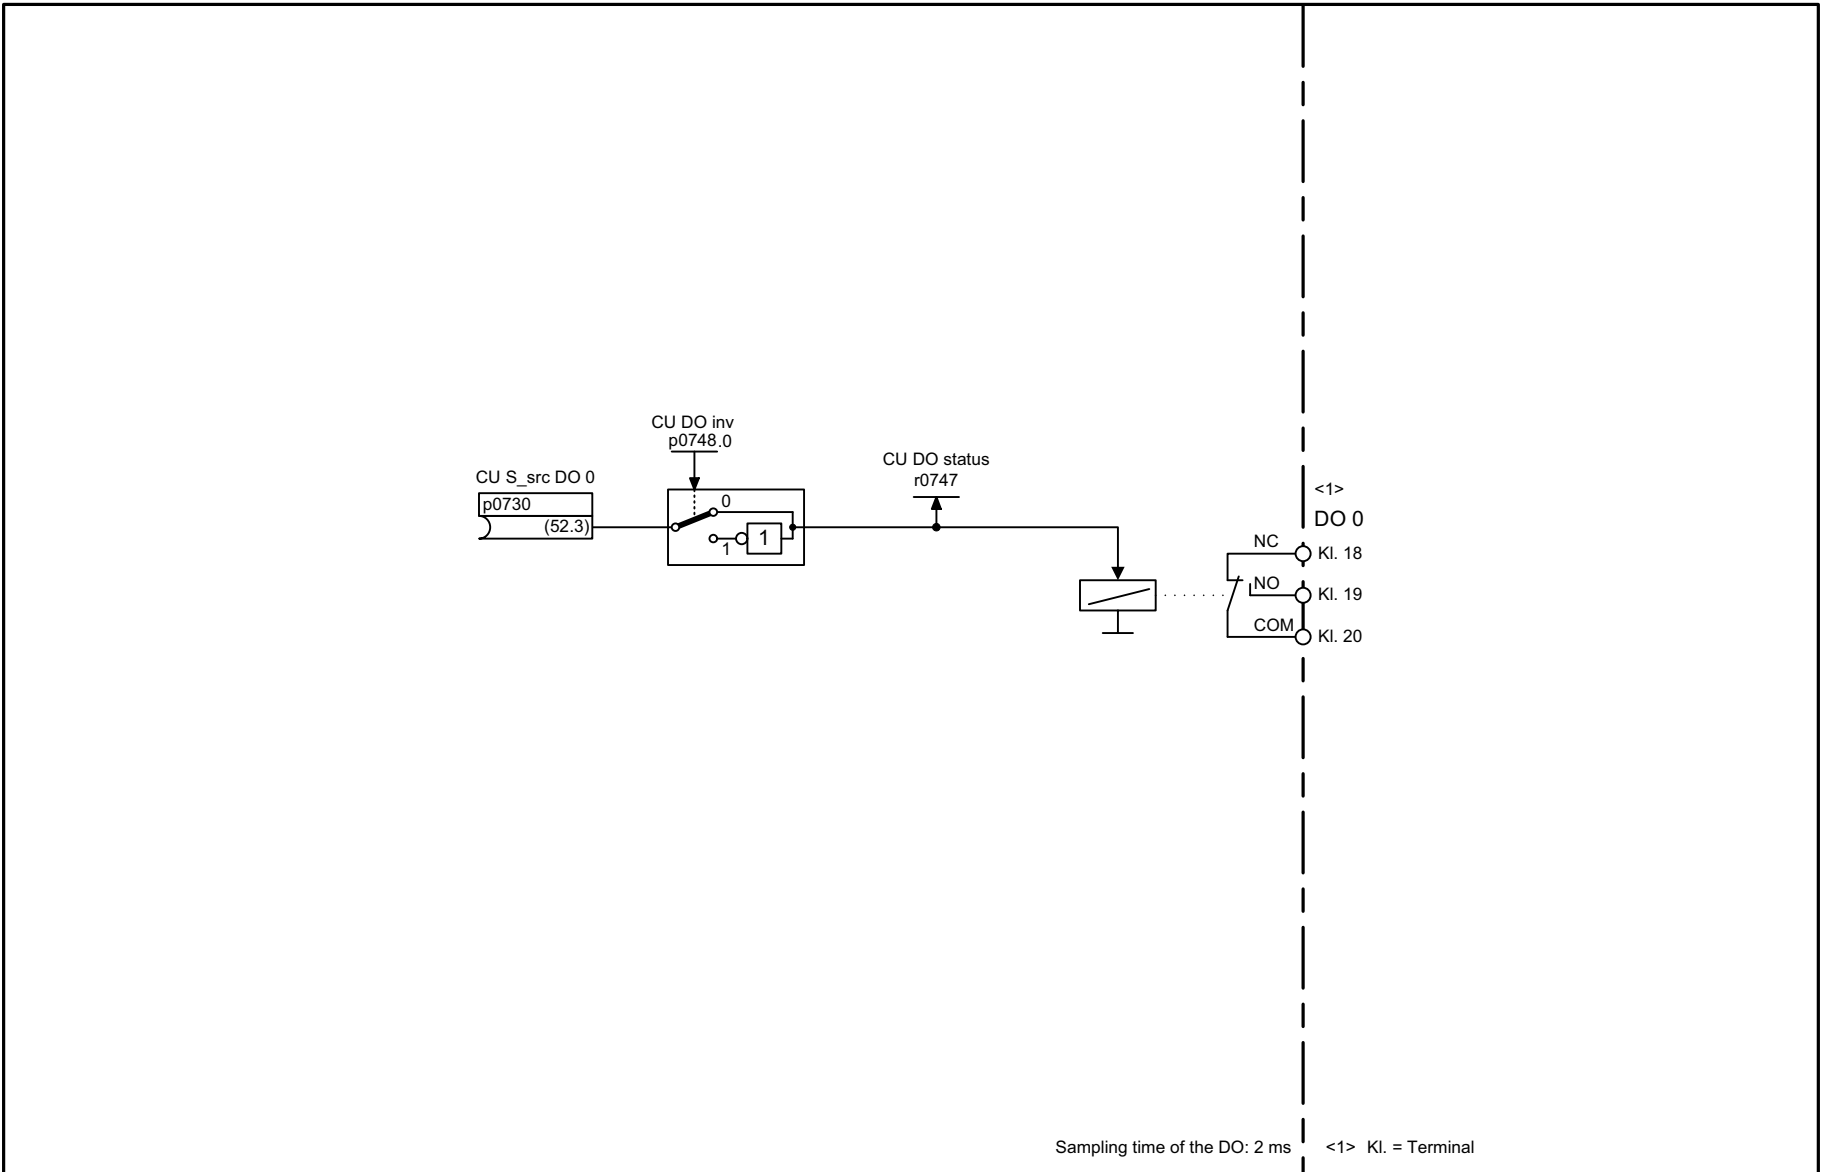 CU DO inv
p0748.0
CU DO status
r0747
CU S_src DO 0
p0730
(52.3)
0
1
1
<1>
DO 0
NC
Kl. 18
NO
Kl. 19
COM
Kl. 20
Sampling time of the DO: 2 ms
<1> Kl. = Terminal